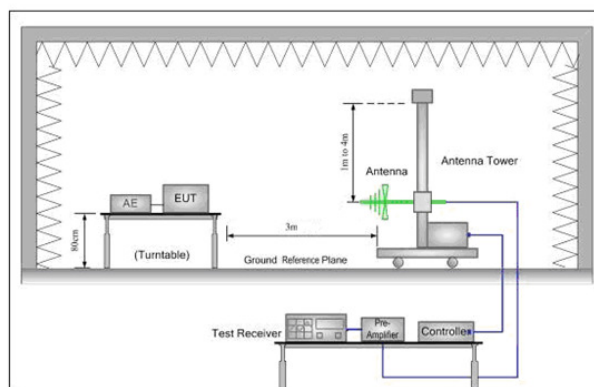 1m to 4m
Antenna
Antenna Tower
AE
EUT
80cm
(Turntable)
3m
Ground Reference Plane
Test Receiver
Pre-
Amplifier
Controller